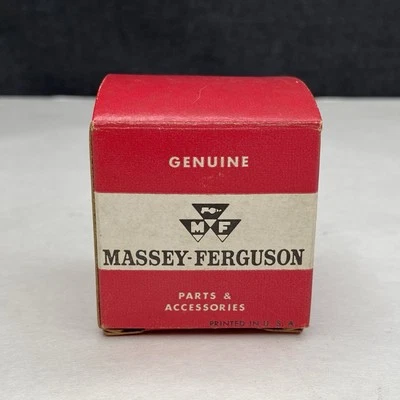 GENUINE
M F
MASSEY-FERGUSON
PARTS &
ACCESSORIES
PRINTED IN U. S. A.